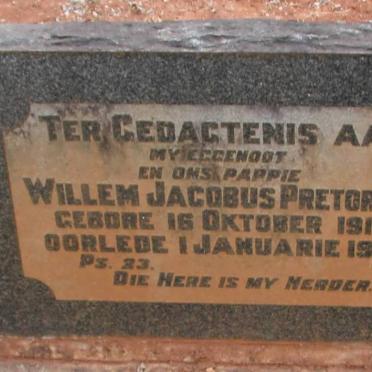 TER GEDAGTENIS AA
MY EGGENOOT
EN ONS PAPPIE
WILLEM JACOBUS PRETOR
GEBORE 16 OKTOBER 191
OORLEDE 1 JANUARIE 19
PS. 23.
DIE HERE IS MY HERDER.